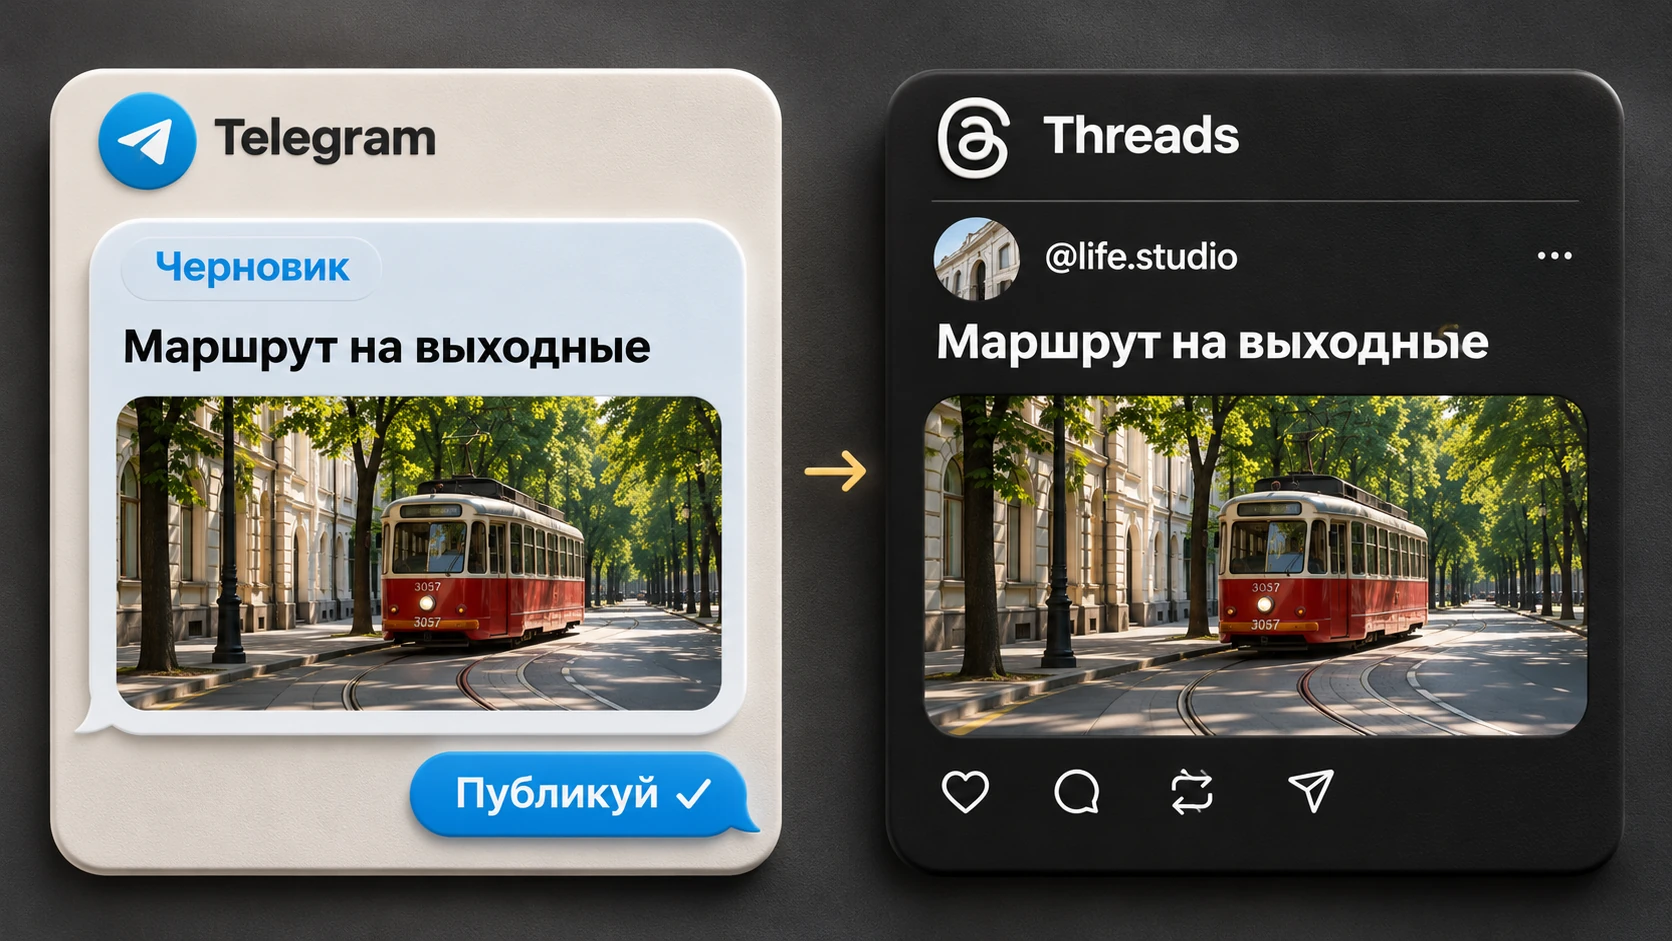 Telegram
Черновик
Маршрут на выходные
3057
3057
Публикуй ✓
Threads
@life.studio
Маршрут на выходные
3057
3057